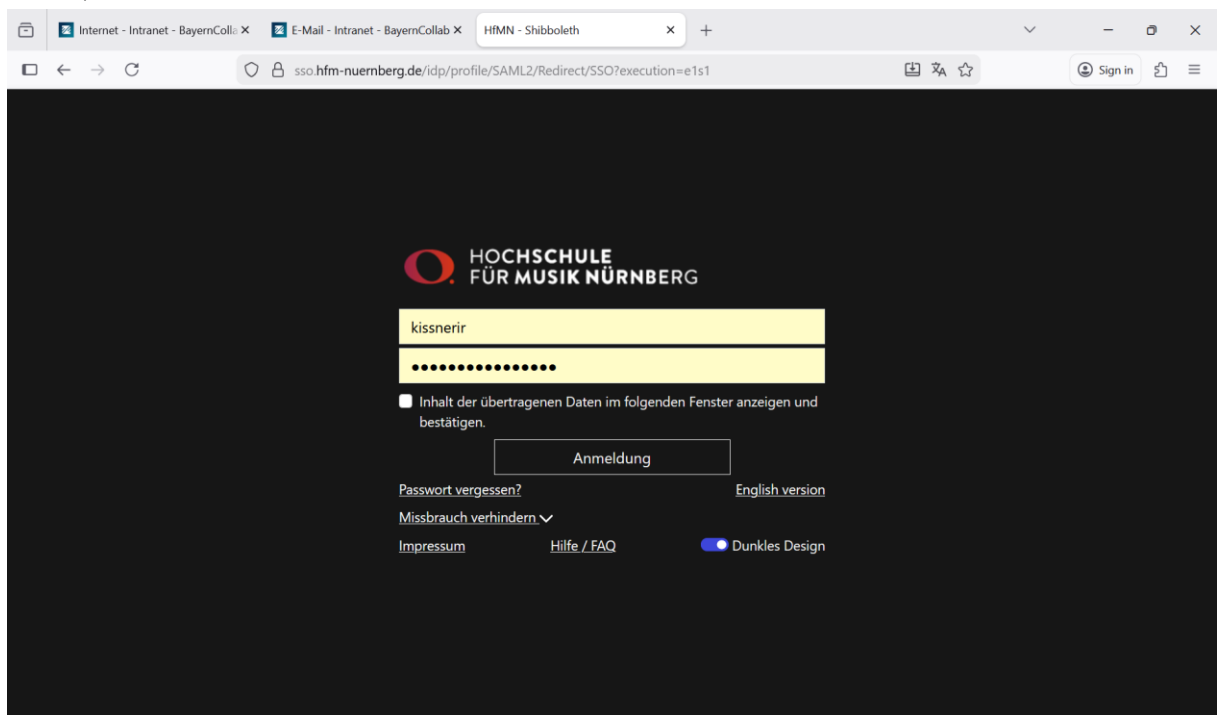 Internet - Intranet - BayernColla
E-Mail - Intranet - BayernCollab
HfMN - Shibboleth
sso.hfm-nuernberg.de/idp/profile/SAML2/Redirect/SSO?execution=e1s1
Sign in
HOCHSCHULE
FÜR MUSIK NÜRNBERG
kissnerir
••••••••••••••••
Inhalt der übertragenen Daten im folgenden Fenster anzeigen und
bestätigen.
Anmeldung
Passwort vergessen? English version
Missbrauch verhindern
Impressum Hilfe / FAQ Dunkles Design